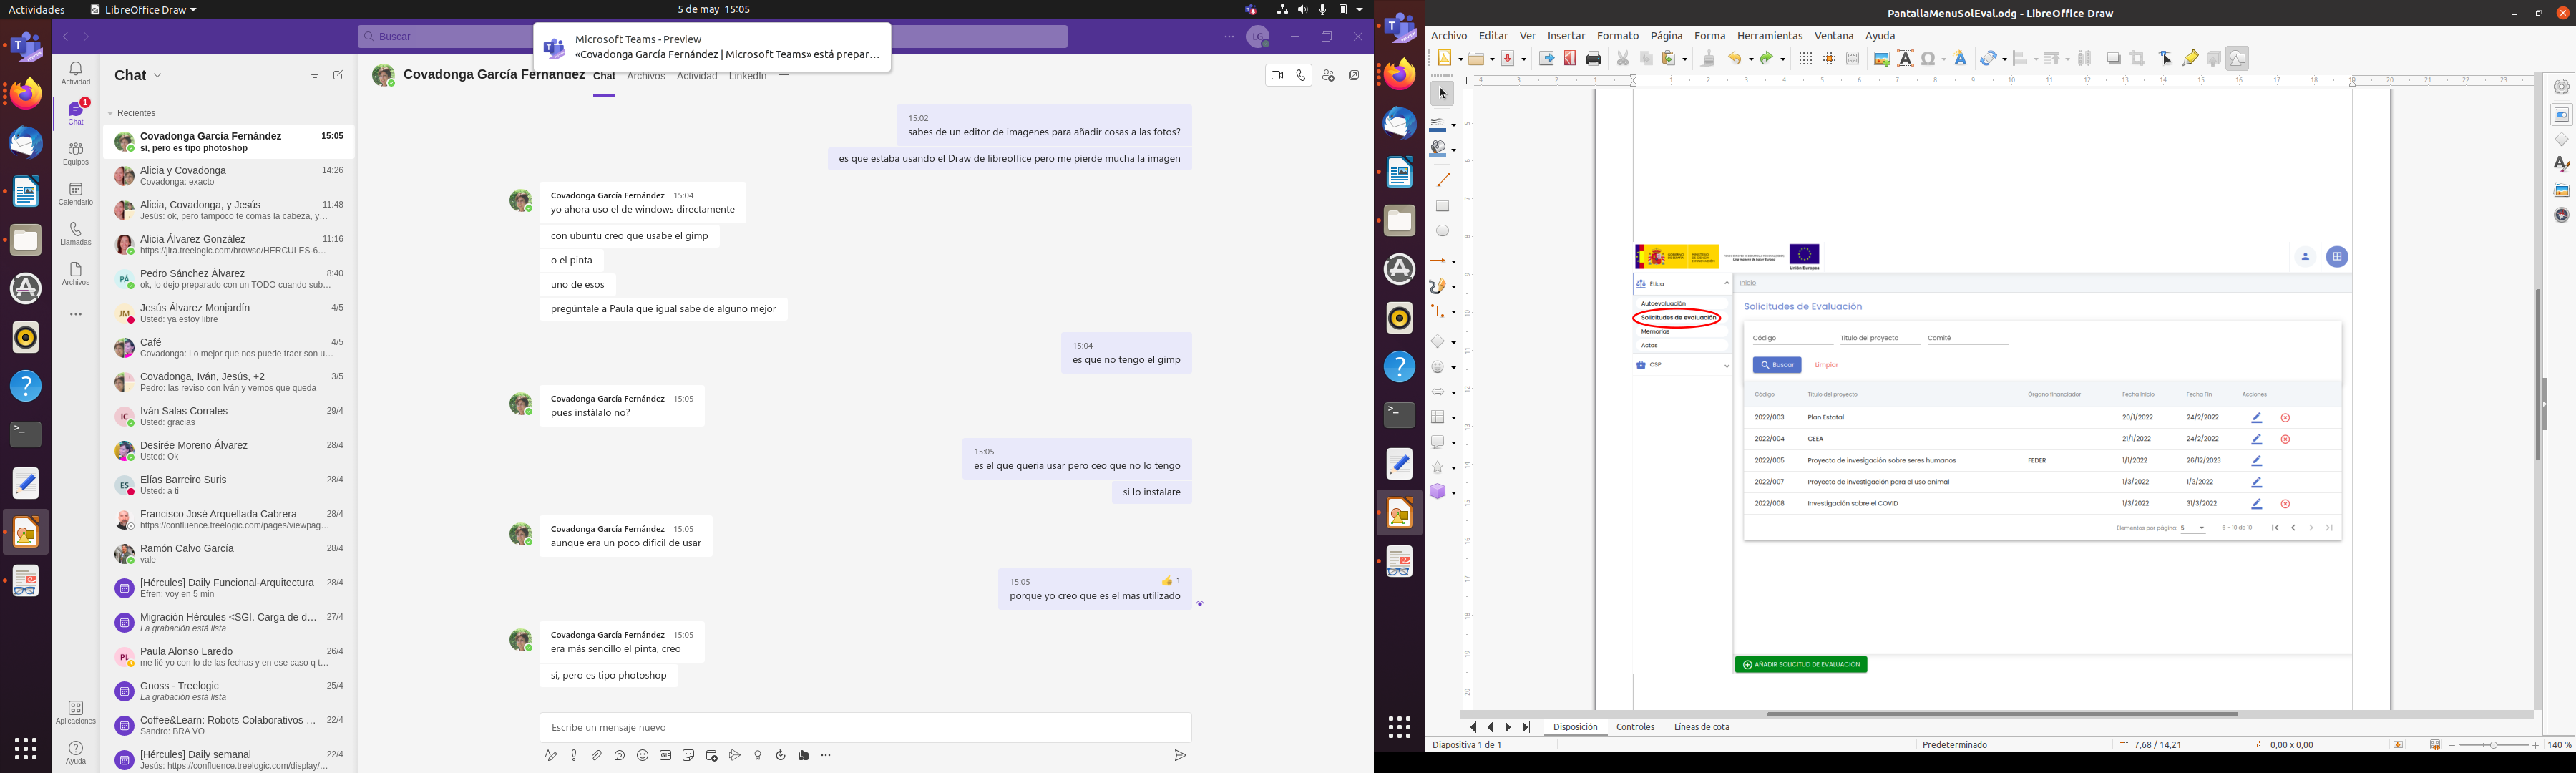 Actividades
LibreOffice Draw
5 de may 15:05
Buscar
LG
Microsoft Teams - Preview
«Covadonga García Fernández | Microsoft Teams» está prepar…
Actividad
Chat
1
Equipos
Calendario
Llamadas
Archivos
Aplicaciones
Ayuda
Chat
Recientes
Covadonga García Fernández 15:05
sí, pero es tipo photoshop
Alicia y Covadonga 14:26
Covadonga: exacto
Alicia, Covadonga, y Jesús 11:48
Jesús: ok, pero tampoco te comas la cabeza, y…
Alicia Álvarez González 11:16
https://jira.treelogic.com/browse/HERCULES-6…
PÁ
Pedro Sánchez Álvarez 8:40
ok, lo dejo preparado con un TODO cuando sub…
JM
Jesús Álvarez Monjardín 4/5
Usted: ya estoy libre
Café 4/5
Covadonga: Lo mejor que nos puede traer son u…
Covadonga, Iván, Jesús, +2 3/5
Pedro: las reviso con Iván y vemos que queda
IC
Iván Salas Corrales 29/4
Usted: gracias
Desirée Moreno Álvarez 28/4
Usted: Ok
ES
Elías Barreiro Suris 28/4
Usted: a ti
Francisco José Arquellada Cabrera 28/4
https://confluence.treelogic.com/pages/viewpag…
Ramón Calvo García 28/4
vale
[Hércules] Daily Funcional-Arquitectura 28/4
Efren: voy en 5 min
Migración Hércules <SGI. Carga de d… 27/4
La grabación está lista
PL
Paula Alonso Laredo 26/4
me lié yo con lo de las fechas y en ese caso q t…
Gnoss - Treelogic 25/4
La grabación está lista
Coffee&Learn: Robots Colaborativos … 22/4
Sandro: BRA VO
[Hércules] Daily semanal 22/4
Jesús: https://confluence.treelogic.com/display/…
Covadonga García Fernández Chat Archivos Actividad LinkedIn
15:02
sabes de un editor de imagenes para añadir cosas a las fotos?
es que estaba usando el Draw de libreoffice pero me pierde mucha la imagen
Covadonga García Fernández 15:04
yo ahora uso el de windows directamente
con ubuntu creo que usabe el gimp
o el pinta
uno de esos
pregúntale a Paula que igual sabe de alguno mejor
15:04
es que no tengo el gimp
Covadonga García Fernández 15:05
pues instálalo no?
15:05
es el que queria usar pero ceo que no lo tengo
si lo instalare
Covadonga García Fernández 15:05
aunque era un poco dificil de usar
15:05 1
porque yo creo que es el mas utilizado
Covadonga García Fernández 15:05
era más sencillo el pinta, creo
sí, pero es tipo photoshop
Escribe un mensaje nuevo
PantallaMenuSolEval.odg - LibreOffice Draw
Archivo Editar Ver Insertar Formato Página Forma Herramientas Ventana Ayuda
Unión Europea
Ética
Autoevaluación
Solicitudes de evaluación
Memorias
Actas
CSP
Inicio
Solicitudes de Evaluación
Código Título del proyecto Comité
Buscar Limpiar
Código Título del proyecto Órgano financiador Fecha Inicio Fecha Fin Acciones
2022/003 Plan Estatal 20/1/2022 24/2/2022
2022/004 CEEA 21/1/2022 24/2/2022
2022/005 Proyecto de invesigación sobre seres humanos FEDER 1/1/2022 26/12/2023
2022/007 Proyecto de investigación para el uso animal 1/3/2022 1/3/2022
2022/008 Investigación sobre el COVID 1/3/2022 31/3/2022
Elementos por página: 5 6 – 10 de 10
AÑADIR SOLICITUD DE EVALUACIÓN
Disposición Controles Líneas de cota
Diapositiva 1 de 1 Predeterminado 7,68 / 14,21 0,00 x 0,00 140 %